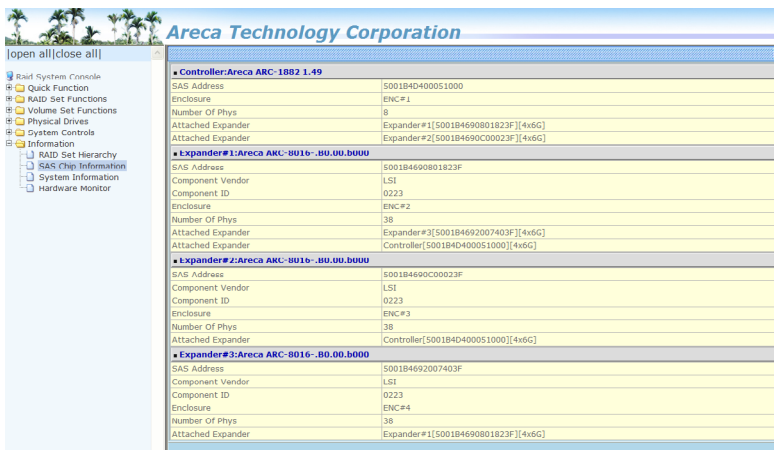 Areca Technology Corporation
|open all|close all|
Raid System Console
Quick Function
RAID Set Functions
Volume Set Functions
Physical Drives
System Controls
Information
RAID Set Hierarchy
SAS Chip Information
System Information
Hardware Monitor
Controller:Areca ARC-1882 1.49
SAS Address 5001B4D400051000
Enclosure ENC#1
Number Of Phys 8
Attached Expander Expander#1[5001B4690801823F][4x6G]
Attached Expander Expander#2[5001B4690C00023F][4x6G]
Expander#1:Areca ARC-8016-.B0.00.b000
SAS Address 5001B4690801823F
Component Vendor LSI
Component ID 0223
Enclosure ENC#2
Number Of Phys 38
Attached Expander Expander#3[5001B4692007403F][4x6G]
Attached Expander Controller[5001B4D400051000][4x6G]
Expander#2:Areca ARC-8016-.B0.00.b000
SAS Address 5001B4690C00023F
Component Vendor LSI
Component ID 0223
Enclosure ENC#3
Number Of Phys 38
Attached Expander Controller[5001B4D400051000][4x6G]
Expander#3:Areca ARC-8016-.B0.00.b000
SAS Address 5001B4692007403F
Component Vendor LSI
Component ID 0223
Enclosure ENC#4
Number Of Phys 38
Attached Expander Expander#1[5001B4690801823F][4x6G]